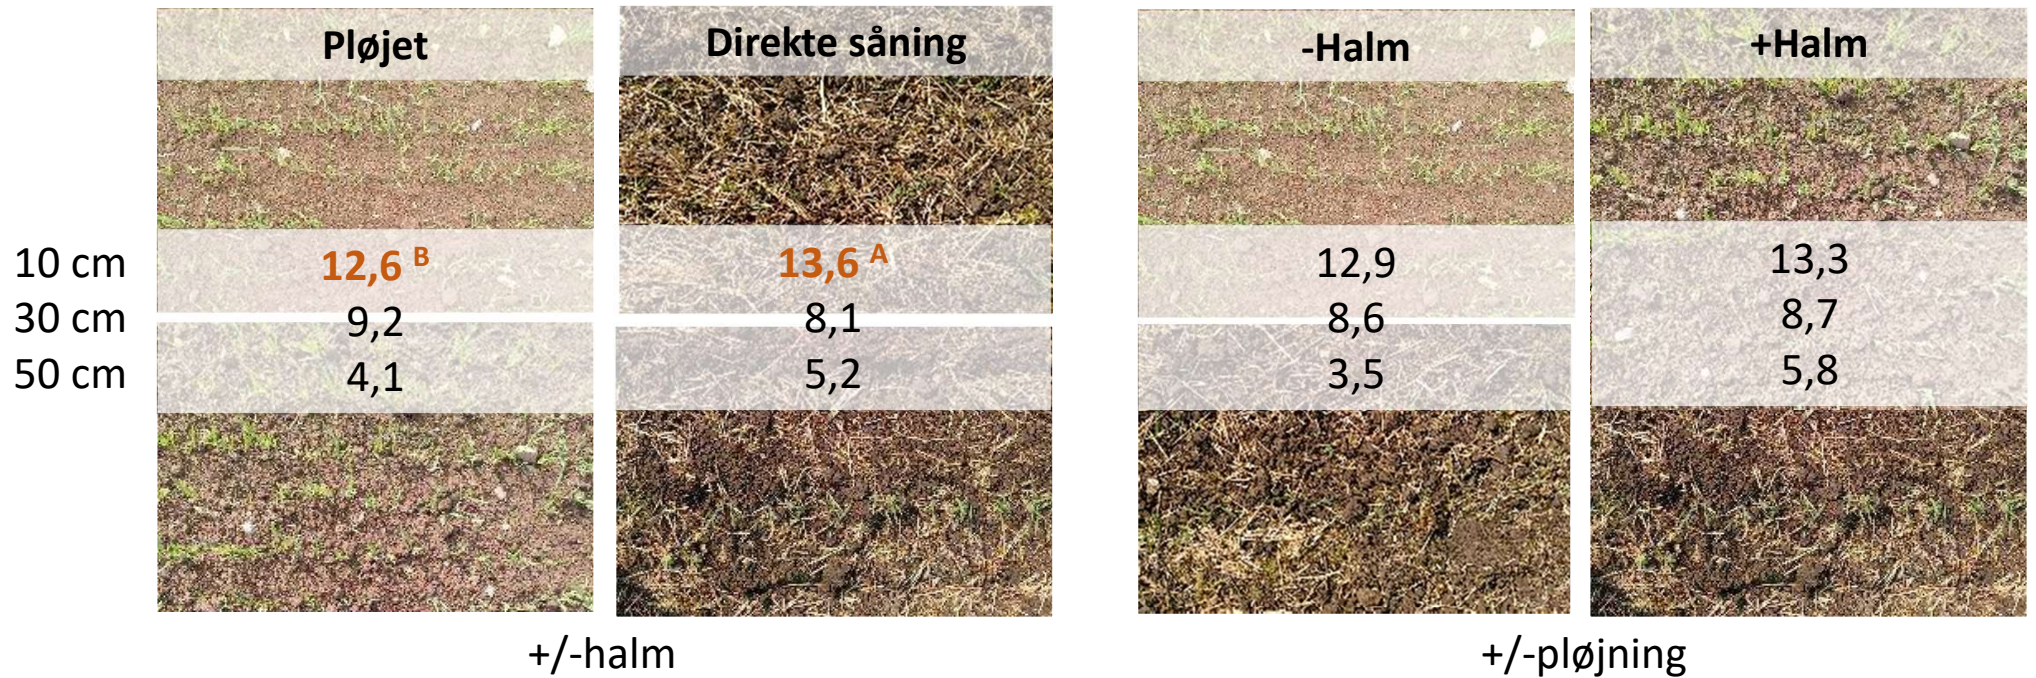 Pløjet Direkte såning -Halm +Halm
10 cm 12,6 B 13,6 A 12,9 13,3
30 cm 9,2 8,1 8,6 8,7
50 cm 4,1 5,2 3,5 5,8
+/-halm +/-pløjning